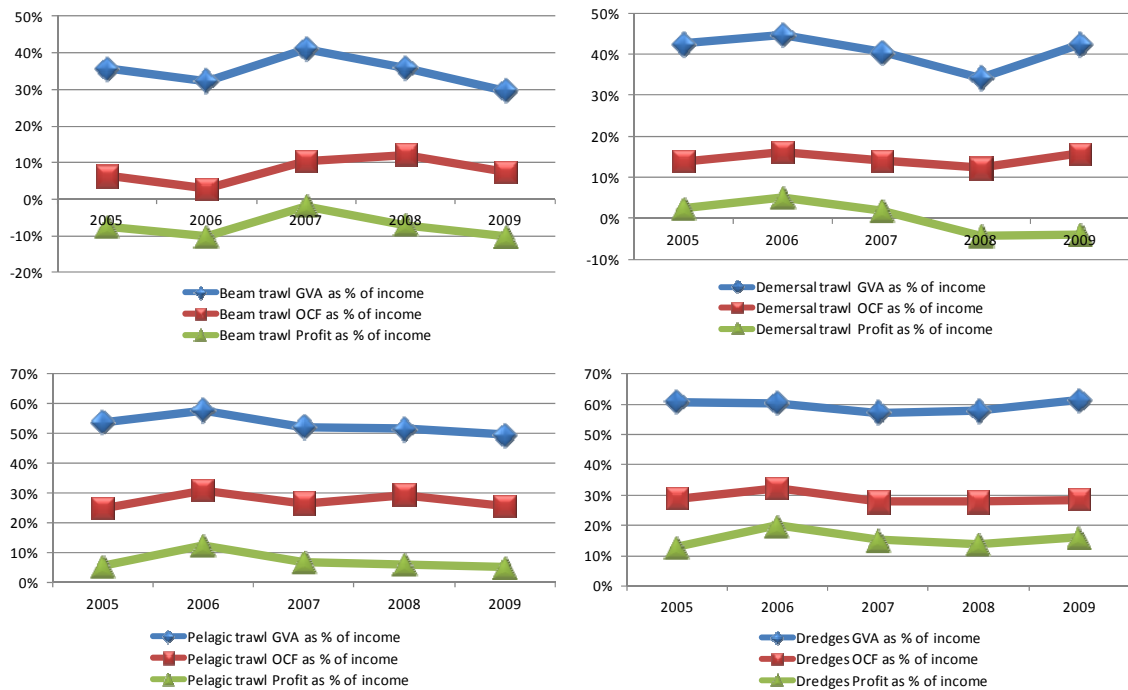 50%
40%
30%
20%
10%
0%
-10%
-20%
2005 2006 2007 2008 2009
Beam trawl GVA as % of income
Beam trawl OCF as % of income
Beam trawl Profit as % of income
50%
40%
30%
20%
10%
0%
-10%
2005 2006 2007 2008 2009
Demersal trawl GVA as % of income
Demersal trawl OCF as % of income
Demersal trawl Profit as % of income
70%
60%
50%
40%
30%
20%
10%
0%
2005 2006 2007 2008 2009
Pelagic trawl GVA as % of income
Pelagic trawl OCF as % of income
Pelagic trawl Profit as % of income
70%
60%
50%
40%
30%
20%
10%
0%
2005 2006 2007 2008 2009
Dredges GVA as % of income
Dredges OCF as % of income
Dredges Profit as % of income